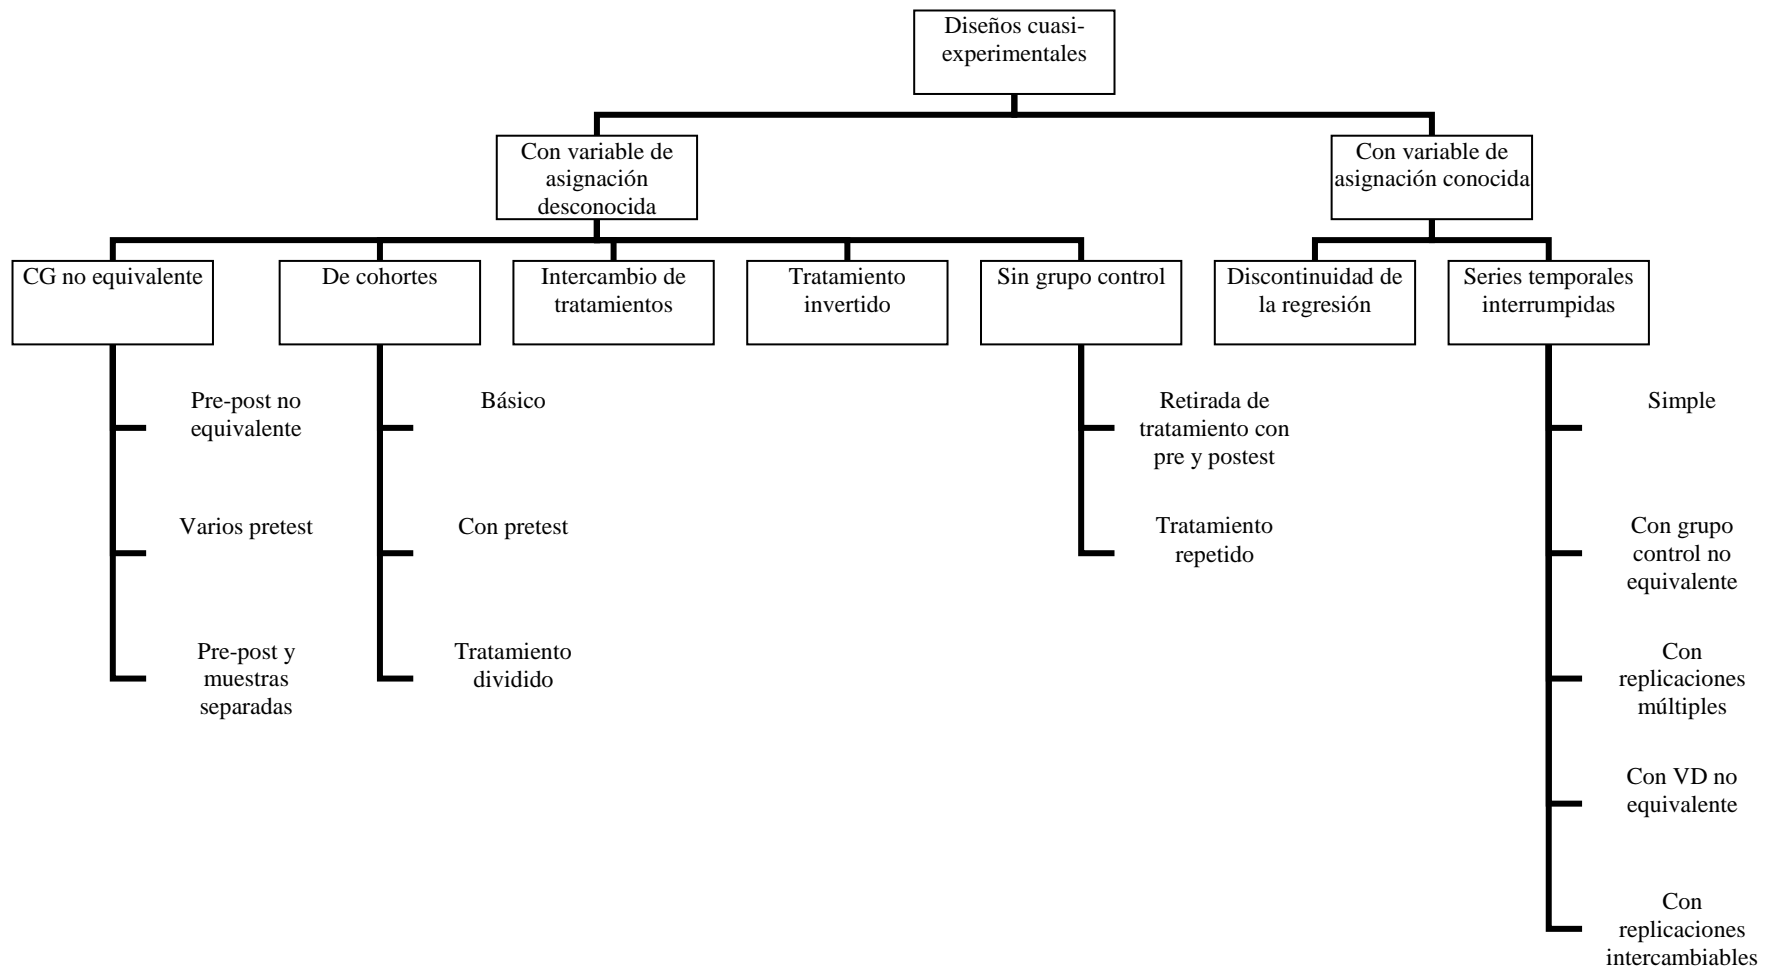 Diseños cuasi-
experimentales
Con variable de
asignación
desconocida
Con variable de
asignación conocida
CG no equivalente
De cohortes
Intercambio de
tratamientos
Tratamiento
invertido
Sin grupo control
Discontinuidad de
la regresión
Series temporales
interrumpidas
Pre-post no
equivalente
Varios pretest
Pre-post y
muestras
separadas
Básico
Con pretest
Tratamiento
dividido
Retirada de
tratamiento con
pre y postest
Tratamiento
repetido
Simple
Con grupo
control no
equivalente
Con
replicaciones
múltiples
Con VD no
equivalente
Con
replicaciones
intercambiables